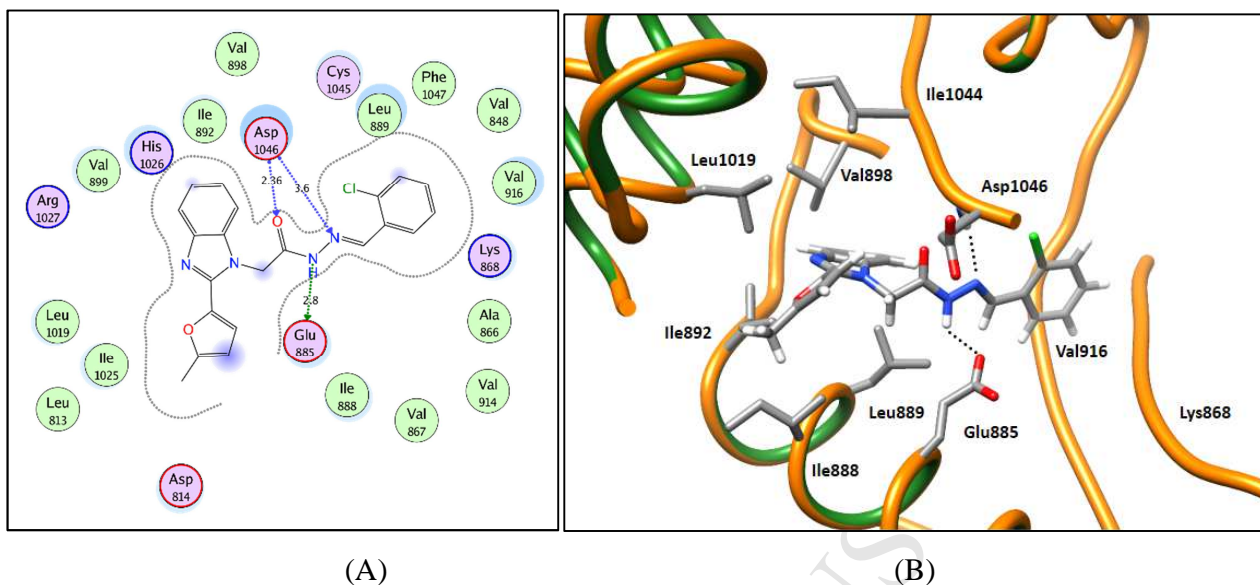 Val
898
Cys
1045
Phe
1047
Ile
892
Asp
1046
Leu
889
Val
848
His
1026
Val
899
Val
916
Arg
1027
2.36
3.6
Cl
O
N
N
N
N
H
Lys
868
2.8
O
Leu
1019
Glu
885
Ala
866
Ile
1025
Leu
813
Ile
888
Val
867
Val
914
Asp
814
(A)
Ile1044
Leu1019
Val898
Asp1046
Ile892
Val916
Leu889
Glu885
Lys868
Ile888
(B)